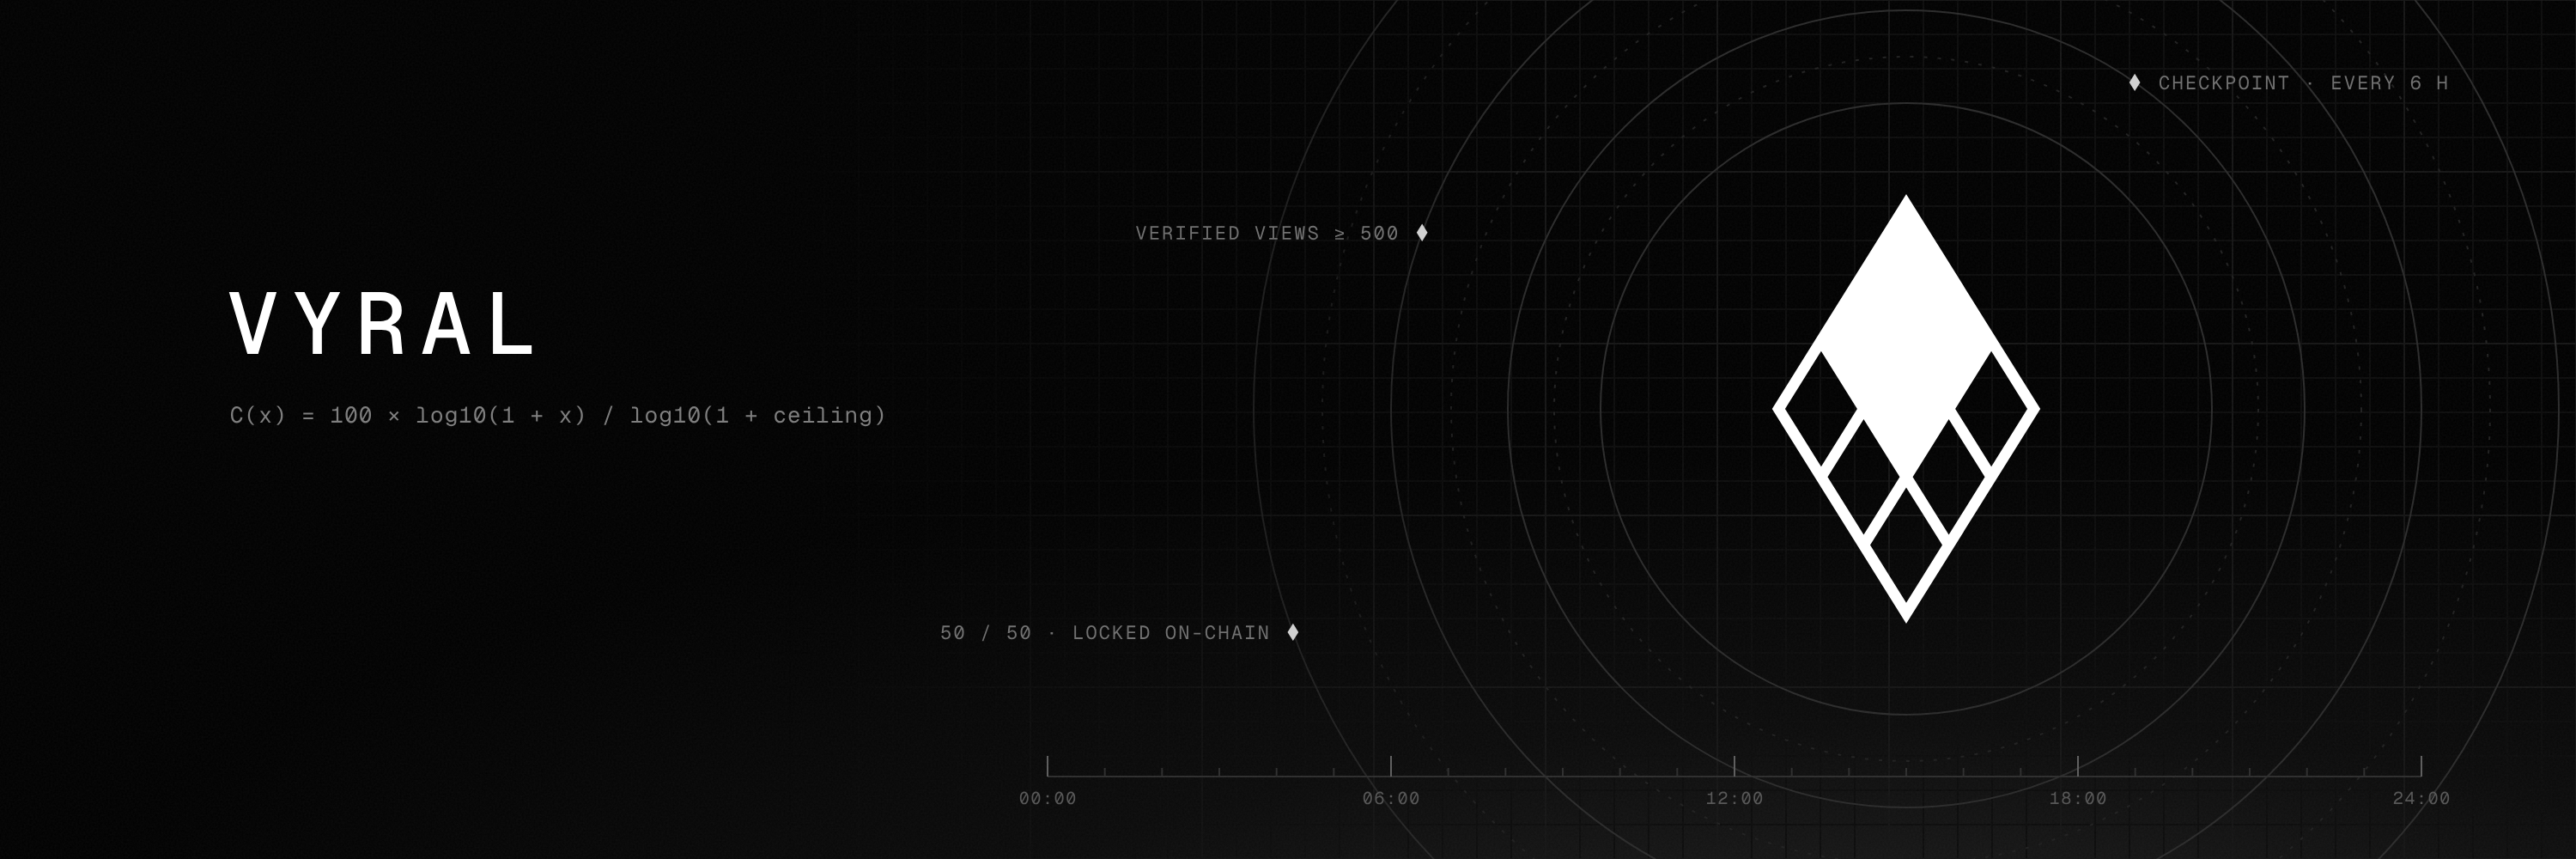 CHECKPOINT · EVERY 6 H
VERIFIED VIEWS ≥ 500
VYRAL
C(x) = 100 × log10(1 + x) / log10(1 + ceiling)
50 / 50 · LOCKED ON-CHAIN
00:00 06:00 12:00 18:00 24:00